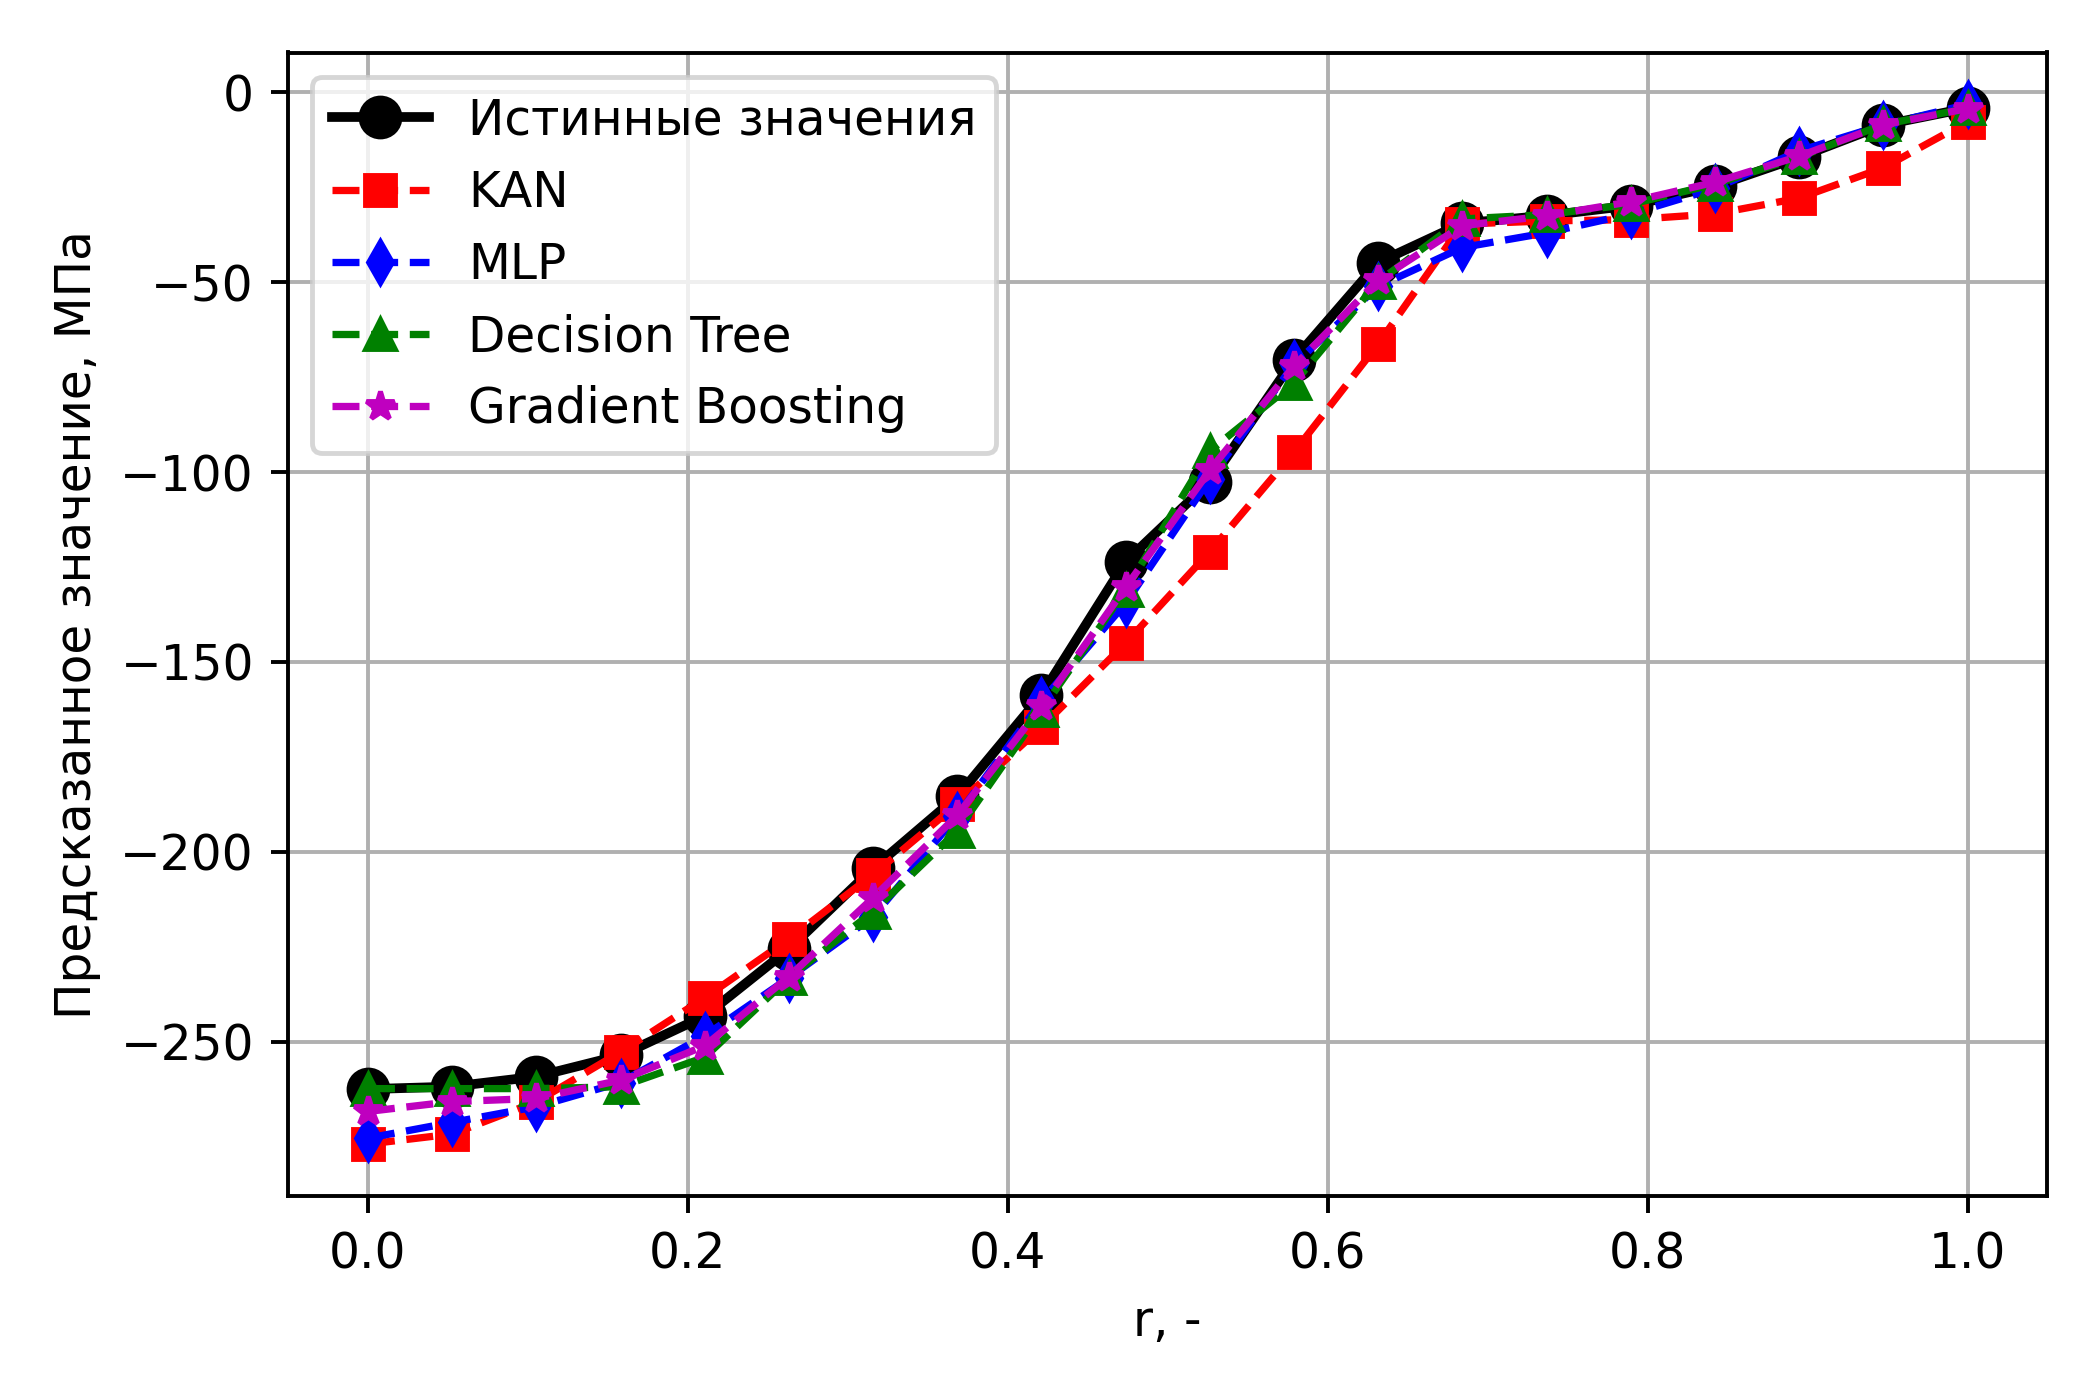 Истинные значения
KAN
MLP
Decision Tree
Gradient Boosting
Предсказанное значение, МПа
0
−50
−100
−150
−200
−250
0.0 0.2 0.4 0.6 0.8 1.0
r, -